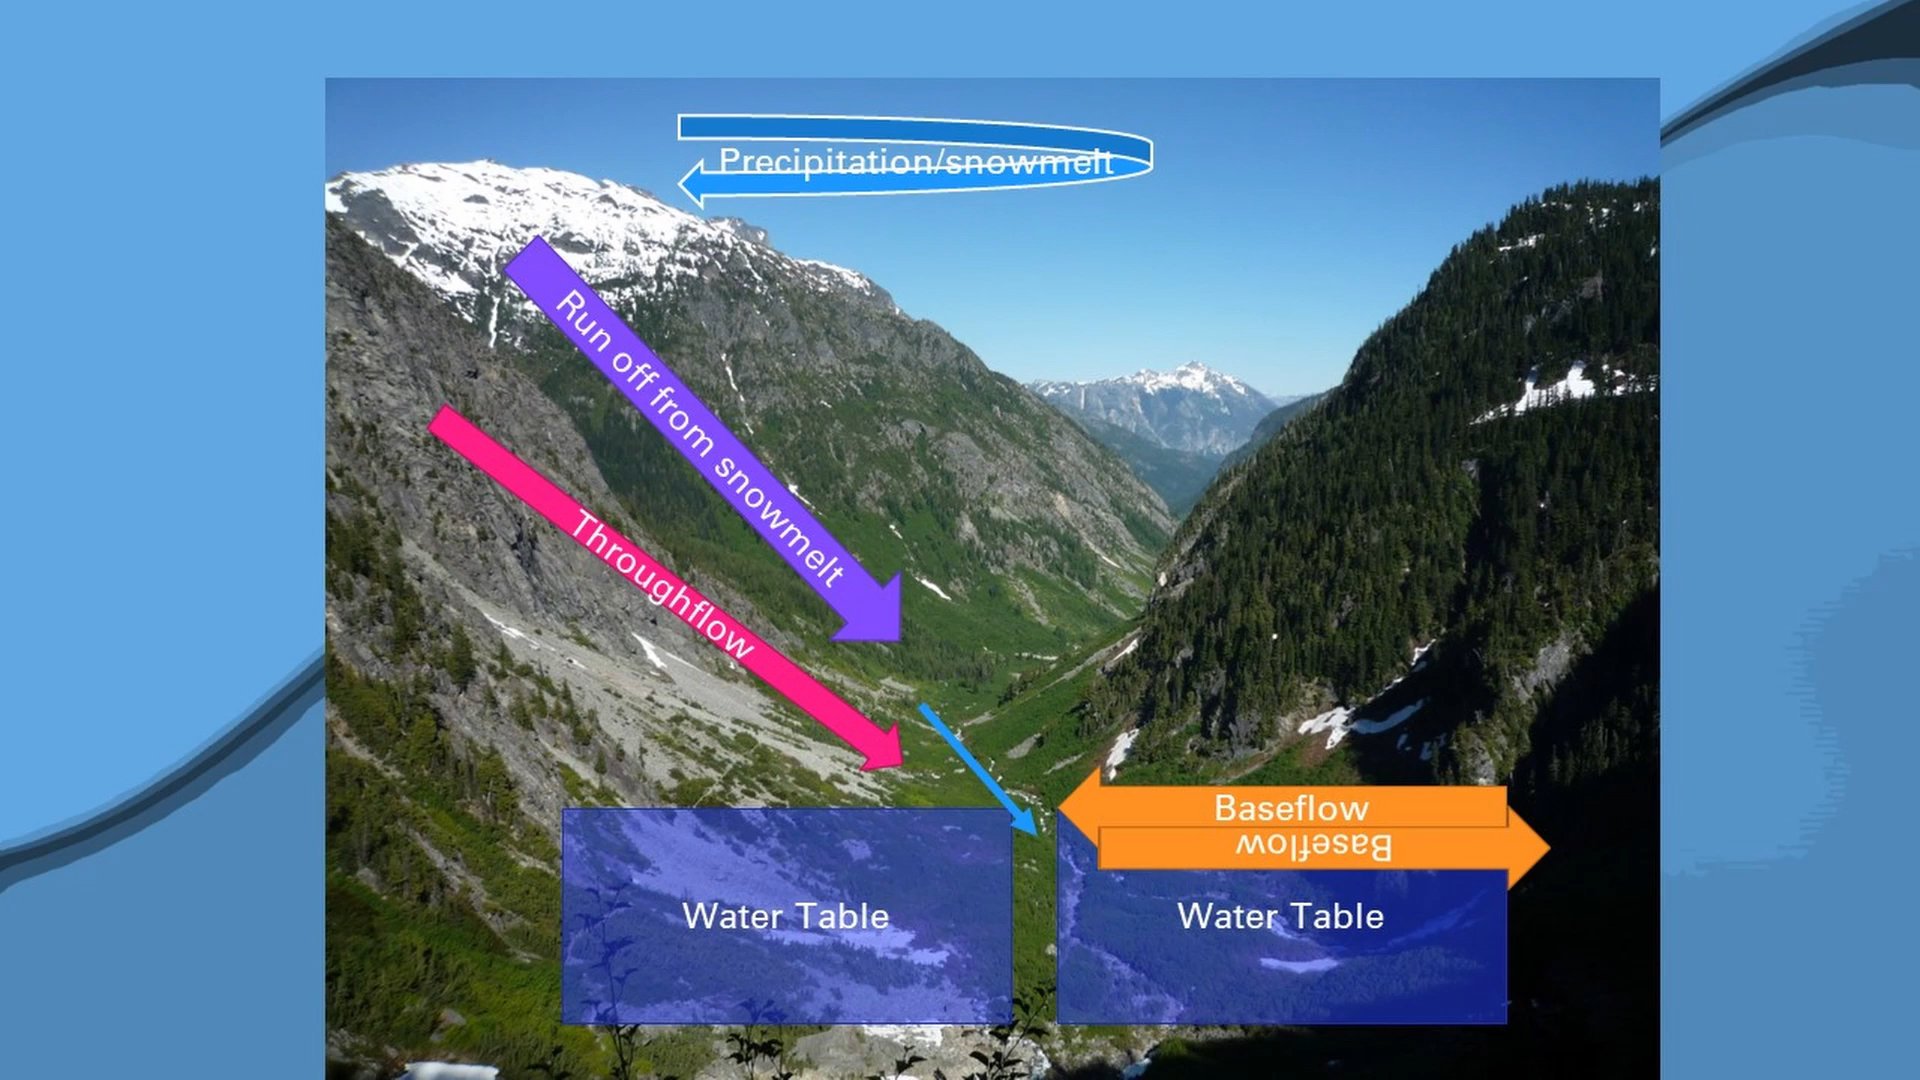 Precipitation/snowmelt
Run off from snowmelt
Throughflow
Baseflow
Baseflow
Water Table
Water Table